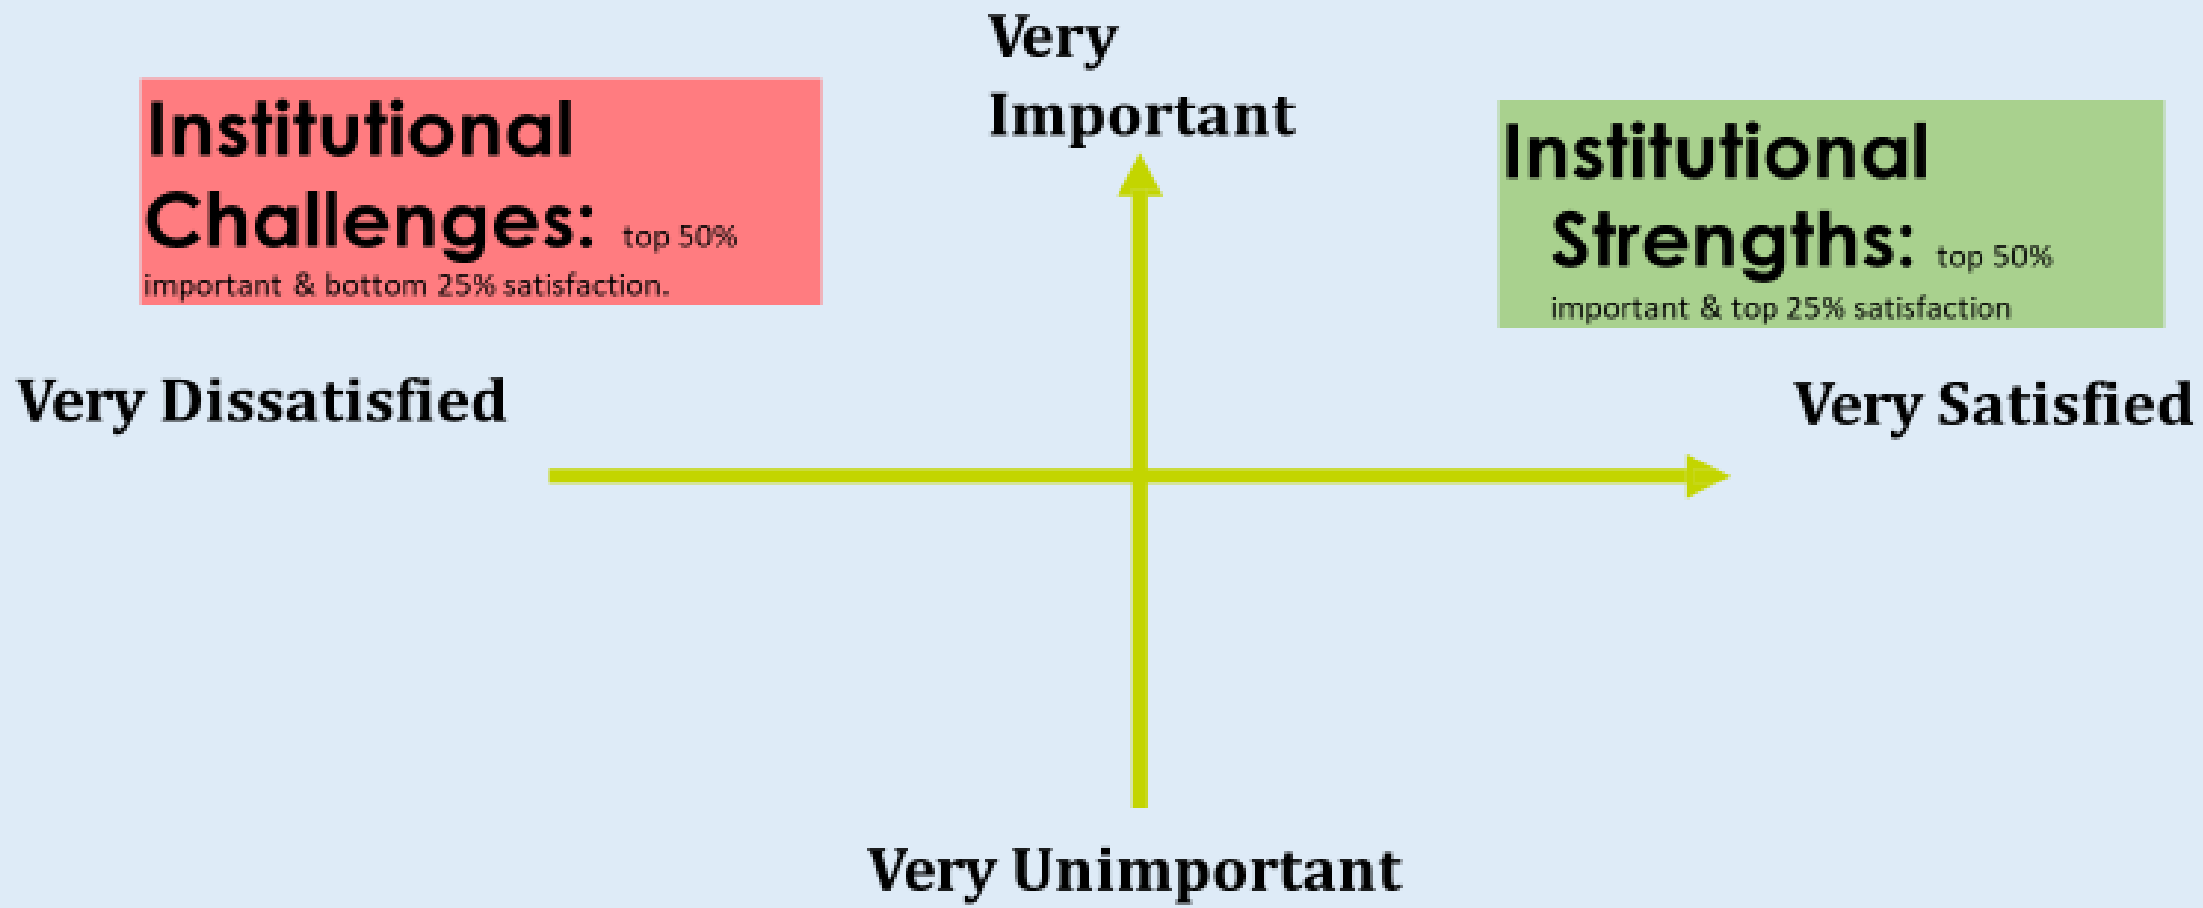 Very
Important
Institutional
Challenges: top 50%
important & bottom 25% satisfaction.
Institutional
Strengths: top 50%
important & top 25% satisfaction
Very Dissatisfied
Very Satisfied
Very Unimportant